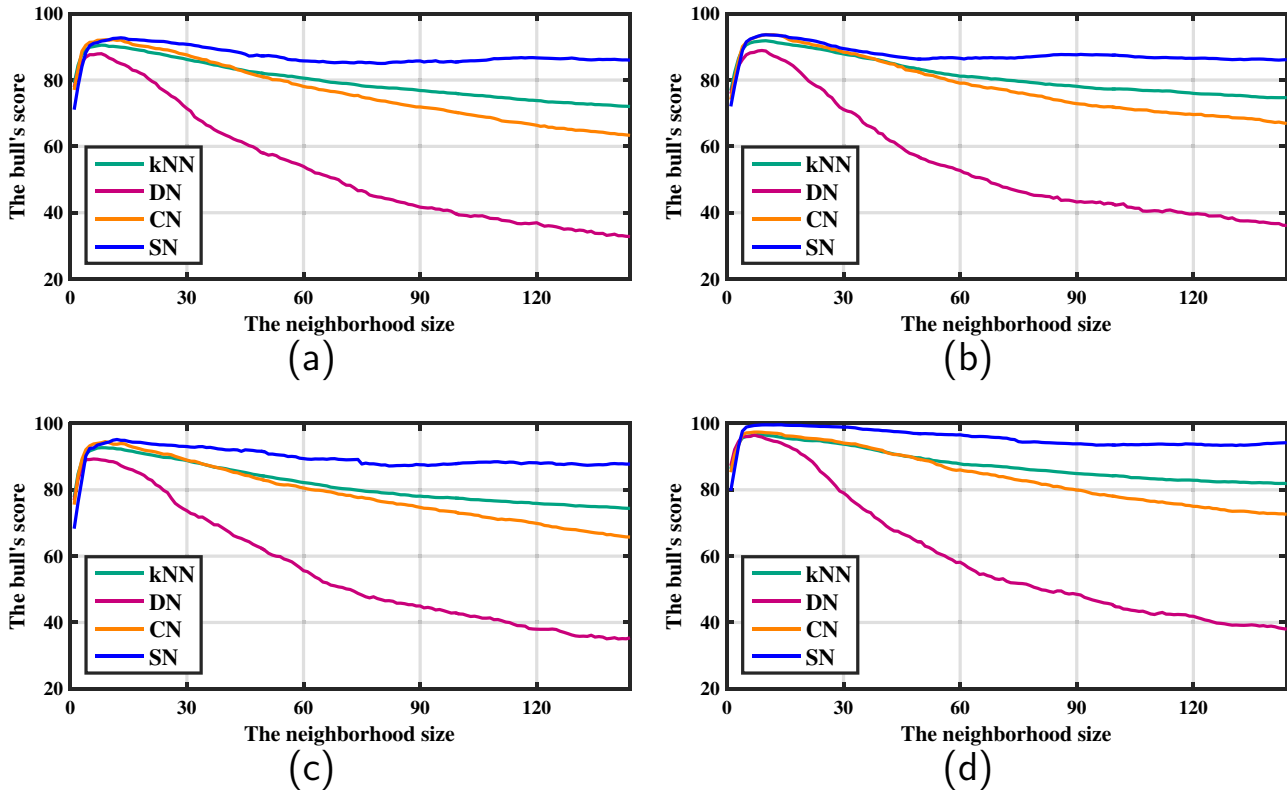 The bull's score
100
80
60
40
20
kNN
DN
CN
SN
0 30 60 90 120
The neighborhood size
(a)
The bull's score
100
80
60
40
20
kNN
DN
CN
SN
0 30 60 90 120
The neighborhood size
(b)
The bull's score
100
80
60
40
20
kNN
DN
CN
SN
0 30 60 90 120
The neighborhood size
(c)
The bull's score
100
80
60
40
20
kNN
DN
CN
SN
0 30 60 90 120
The neighborhood size
(d)